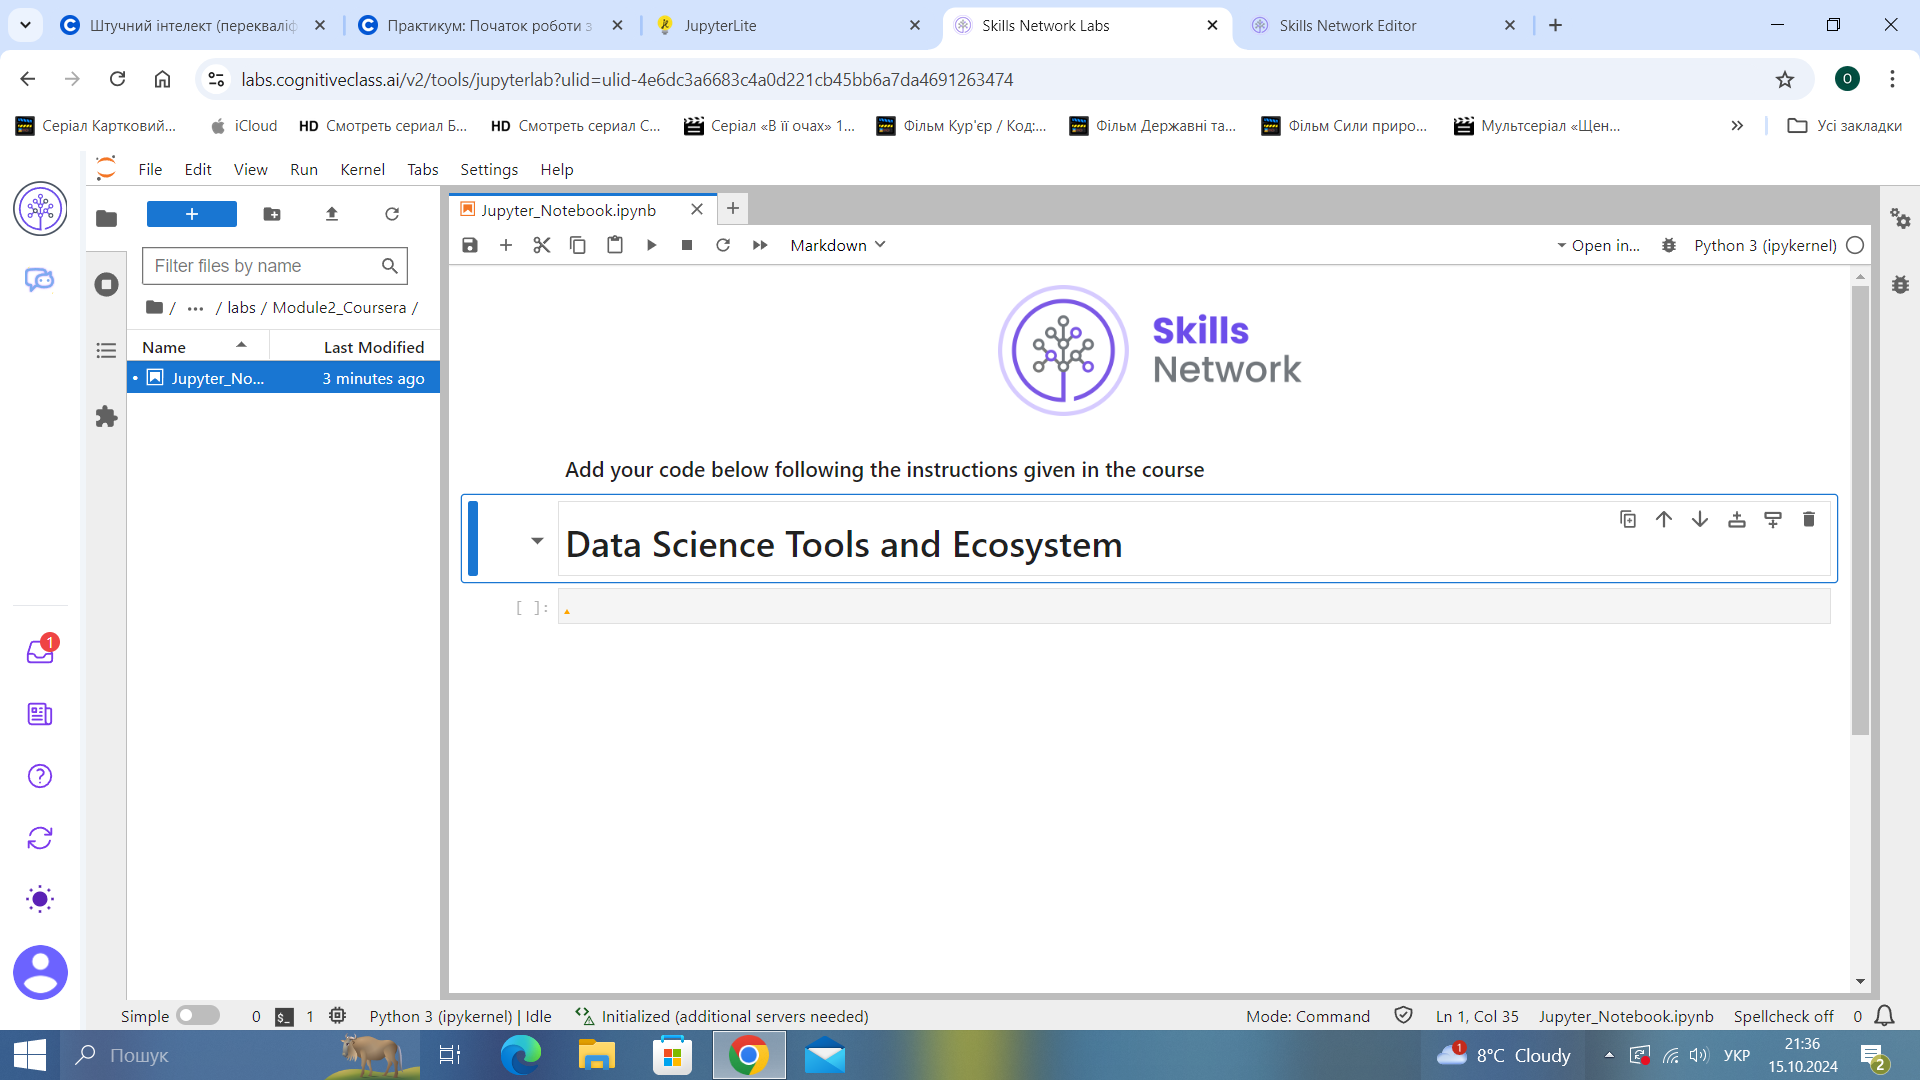 Штучний інтелект (перекваліф
Практикум: Початок роботи з
JupyterLite
Skills Network Labs
Skills Network Editor
labs.cognitiveclass.ai/v2/tools/jupyterlab?ulid=ulid-4e6dc3a6683c4a0d221cb45bb6a7da4691263474
O
Серіал Картковий...
iCloud
HD Смотреть сериал Б...
HD Смотреть сериал С...
Серіал «В її очах» 1...
Фільм Кур'єр / Код:...
Фільм Державні та...
Фільм Сили приро...
Мультсеріал «Щен...
Усі закладки
File Edit View Run Kernel Tabs Settings Help
Jupyter_Notebook.ipynb
Markdown
Open in...
Python 3 (ipykernel)
Filter files by name
/ ... / labs / Module2_Coursera /
Name Last Modified
Jupyter_No... 3 minutes ago
Skills
Network
Add your code below following the instructions given in the course
Data Science Tools and Ecosystem
[ ]:
1
Simple 0 1 Python 3 (ipykernel) | Idle Initialized (additional servers needed)
Mode: Command Ln 1, Col 35 Jupyter_Notebook.ipynb Spellcheck off 0
Пошук
1
8°C Cloudy
УКР
21:36
15.10.2024
2